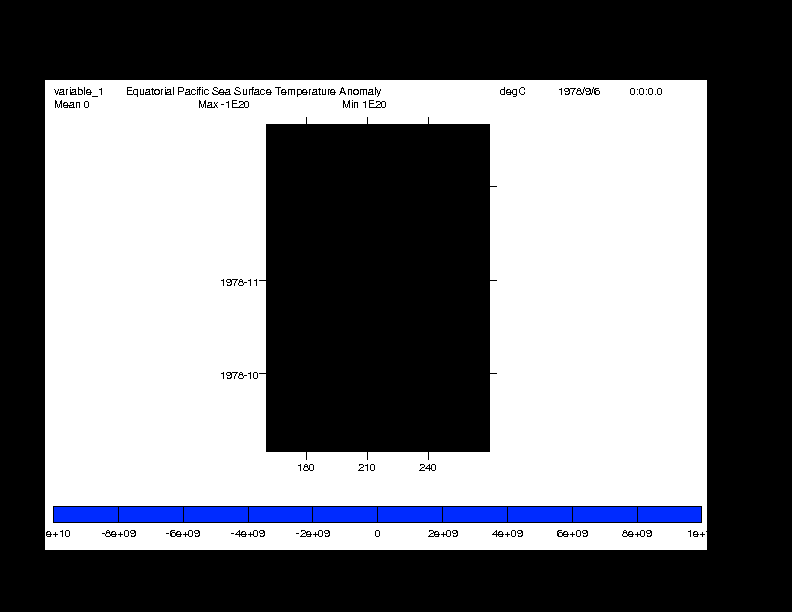 variable_1 Equatorial Pacific Sea Surface Temperature Anomaly degC 1978/9/6 0:0:0.0
Mean 0 Max -1E20 Min 1E20
1978-11
1978-10
180 210 240
e+10 -8e+09 -6e+09 -4e+09 -2e+09 0 2e+09 4e+09 6e+09 8e+09 1e+